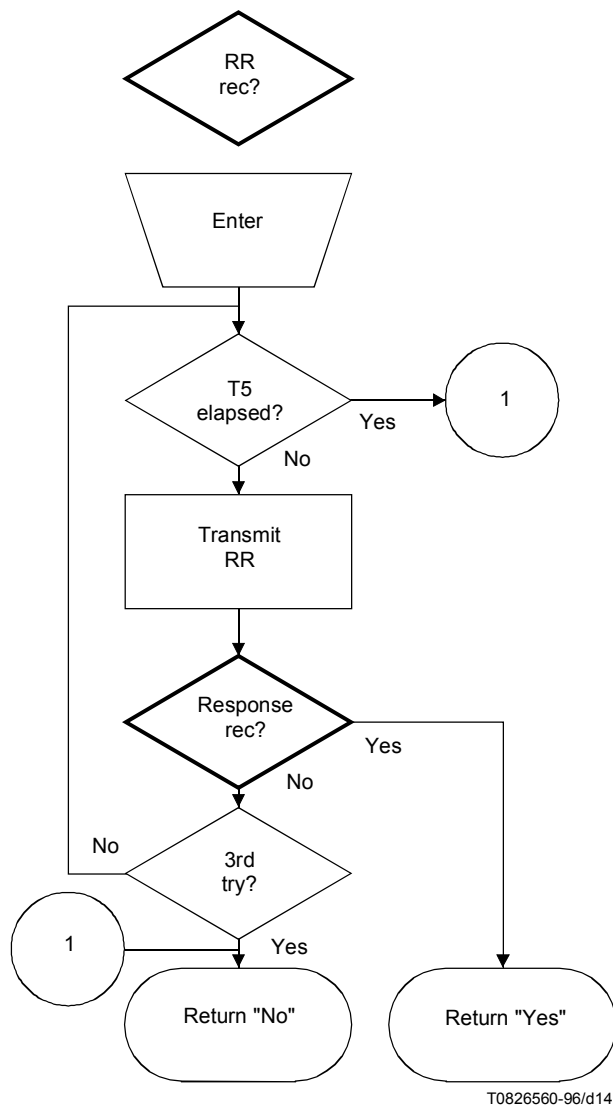 RR
rec?
Enter
T5
elapsed?
Yes
1
No
Transmit
RR
Response
rec?
Yes
No
No
3rd
try?
1
Yes
Return "No"
Return "Yes"
T0826560-96/d14